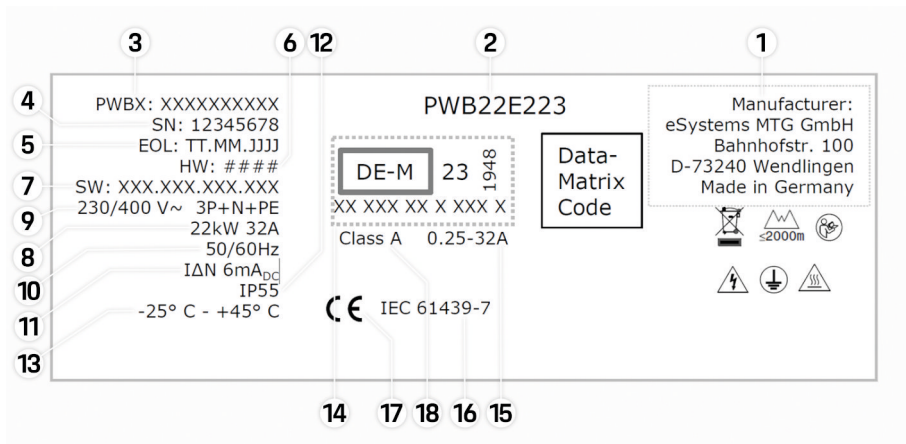 3
6
12
2
1
4
5
7
9
8
10
11
13
PWBX: XXXXXXXXXX
SN: 12345678
EOL: TT.MM.JJJJ
HW: ####
SW: XXX.XXX.XXX.XXX
230/400 V~ 3P+N+PE
22kW 32A
50/60Hz
IΔN 6mADC
IP55
-25° C - +45° C
PWB22E223
DE-M 23 1948
XX XXX XX X XXX X
Class A 0.25-32A
CE IEC 61439-7
Data-
Matrix
Code
Manufacturer:
eSystems MTG GmbH
Bahnhofstr. 100
D-73240 Wendlingen
Made in Germany
≤2000m
14
17
18
16
15